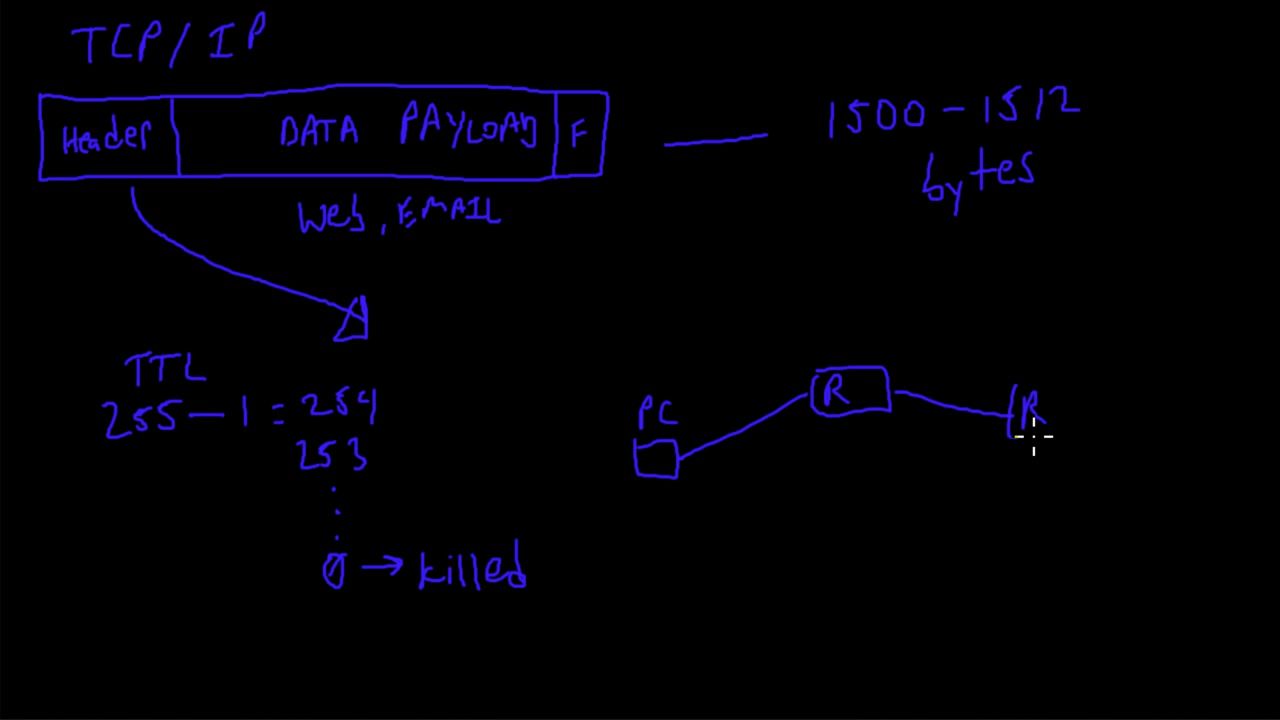 TCP/IP
Header DATA PAYLOAD F
1500-1512
bytes
Web, EMAIL
TTL
255-1=254
253
0→killed
PC
R
R